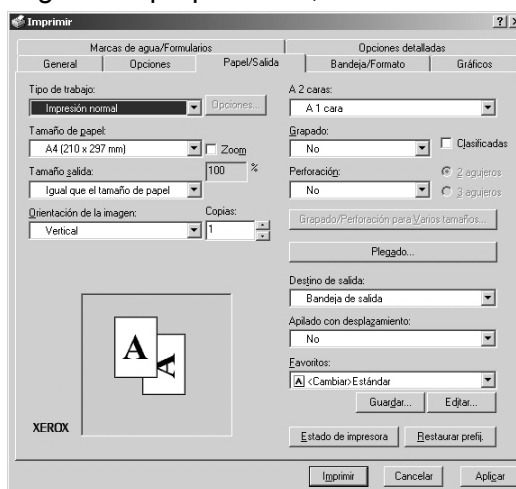 Imprimir
Marcas de agua/Formularios
Opciones detalladas
General
Opciones
Papel/Salida
Bandeja/Formato
Gráficos
Tipo de trabajo:
Impresión normal
Opciones...
Tamaño de papel:
A4 (210 x 297 mm)
Zoom
Tamaño salida:
100 %
Igual que el tamaño de papel
Orientación de la imagen:
Copias:
Vertical
1
A
A
XEROX
A 2 caras:
A 1 cara
Grapado:
No
Clasificadas
Perforación:
2 agujeros
No
3 agujeros
Grapado/Perforación para Varios tamaños...
Plegado...
Destino de salida:
Bandeja de salida
Apilado con desplazamiento:
No
Favoritos:
A <Cambiar>Estándar
Guardar...
Editar...
Estado de impresora
Restaurar prefij.
Imprimir
Cancelar
Aplicar